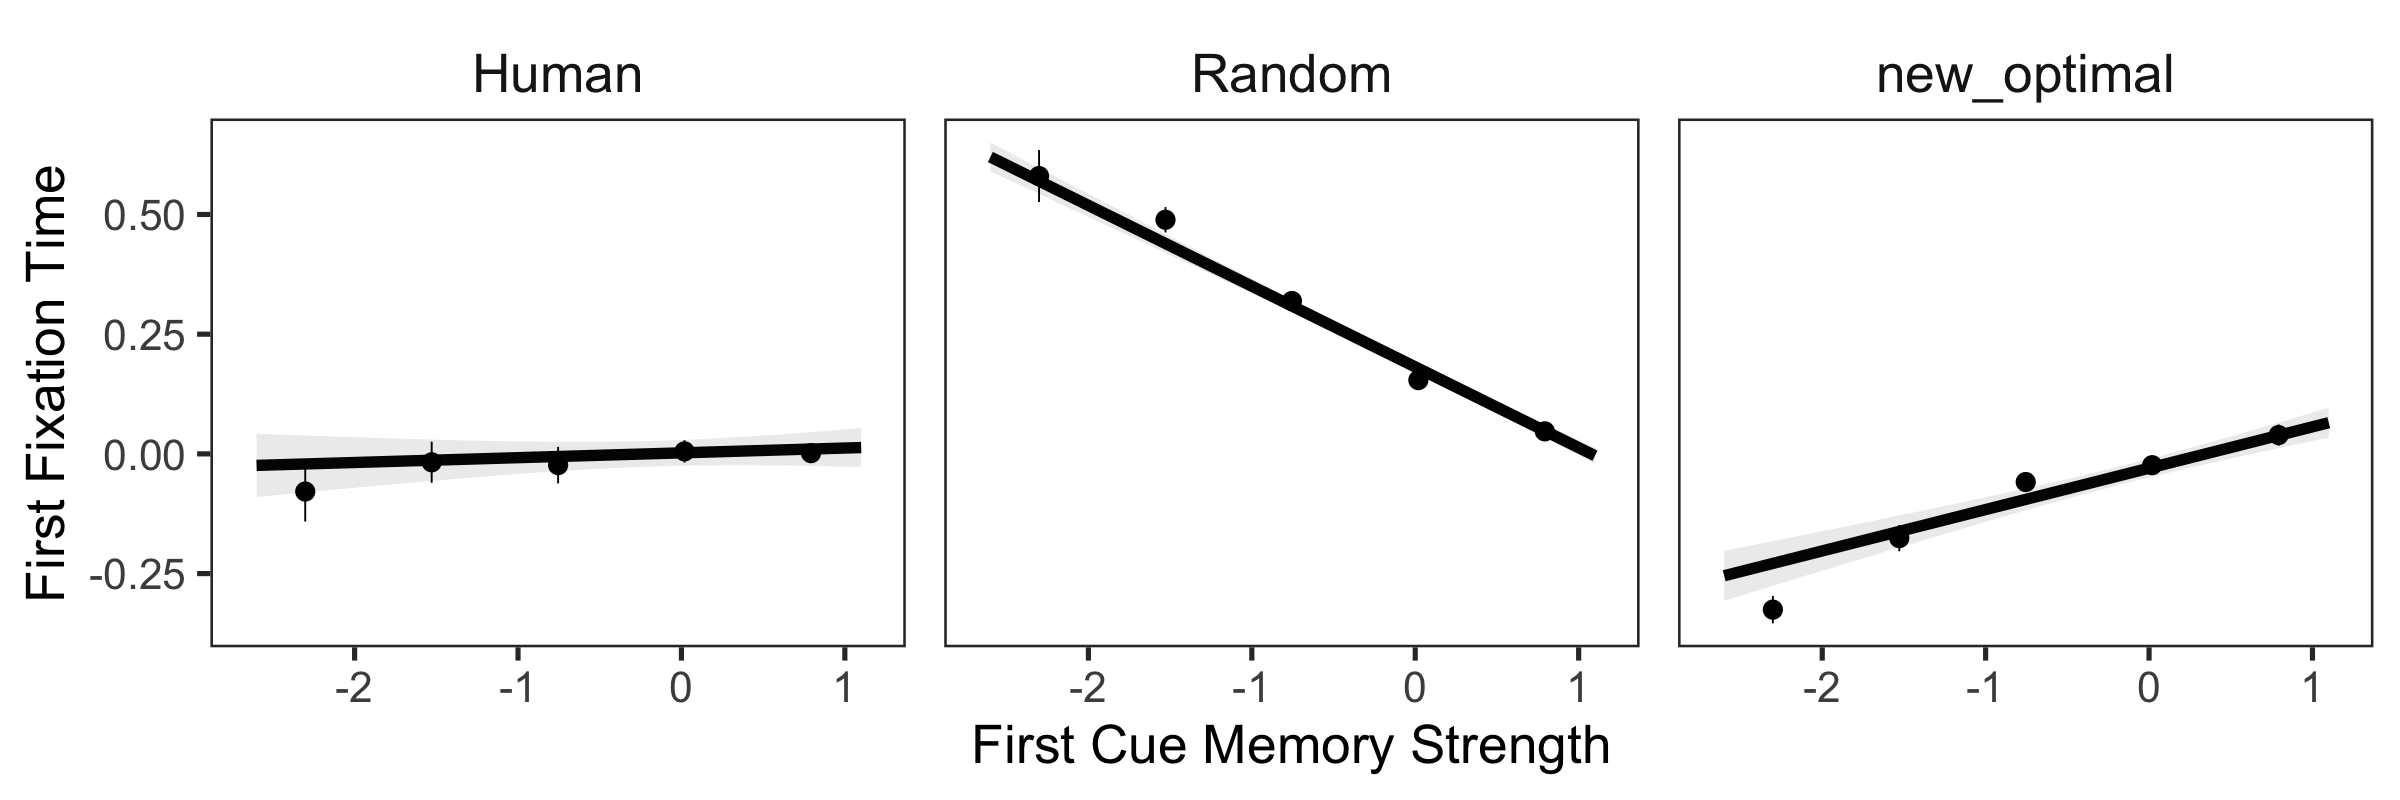 Human Random new_optimal
First Fixation Time
0.50
0.25
0.00
-0.25
-2 -1 0 1 -2 -1 0 1 -2 -1 0 1
First Cue Memory Strength